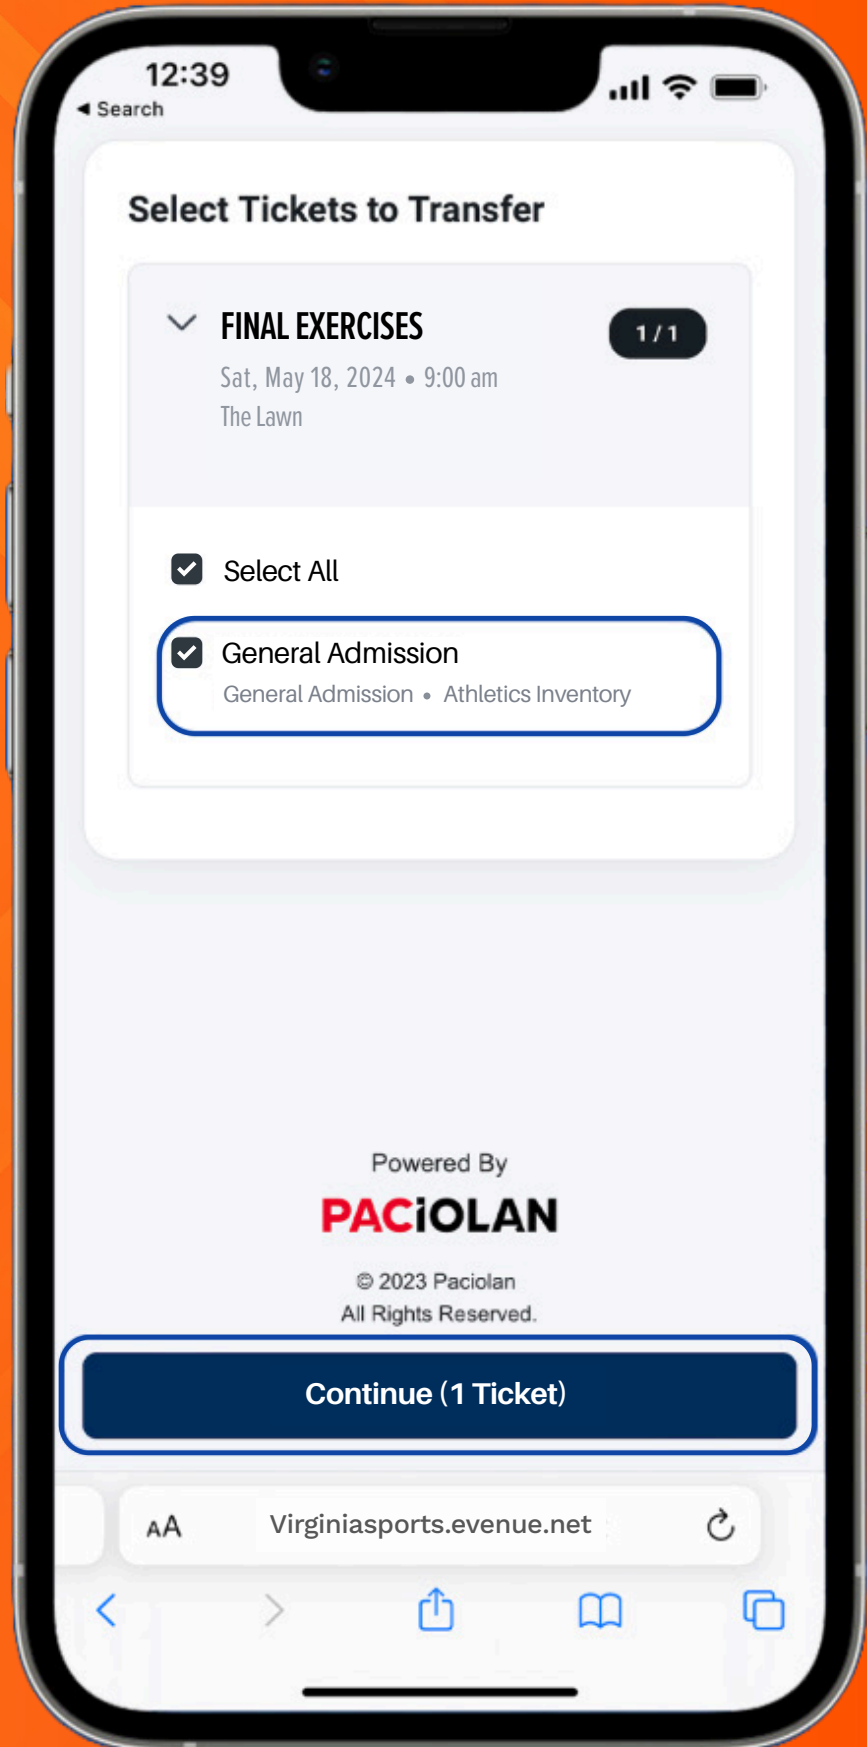 12:39
◀ Search
Select Tickets to Transfer
FINAL EXERCISES
1 / 1
Sat, May 18, 2024 • 9:00 am
The Lawn
Select All
General Admission
General Admission • Athletics Inventory
Powered By
PACiOLAN
© 2023 Paciolan
All Rights Reserved.
Continue (1 Ticket)
AA Virginiasports.evenue.net